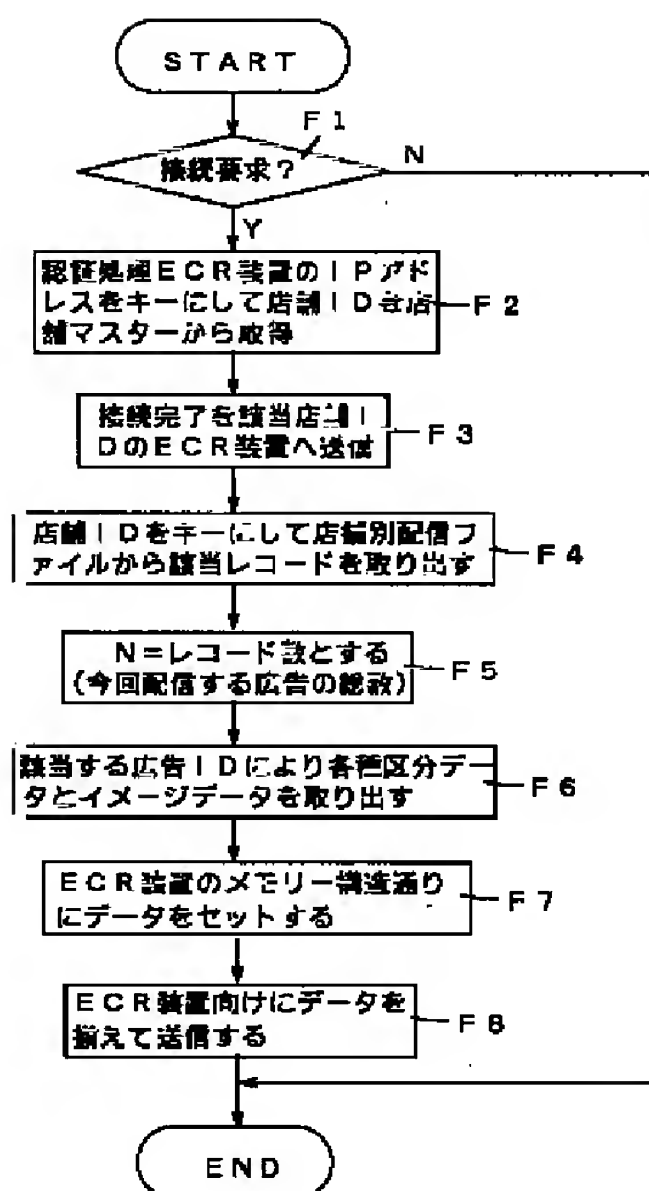 START
F1
接続要求?
N
Y
認証処理ECR装置のIPアド
レスをキーにして店舗IDを店
舗マスターから取得
F2
接続完了を該当店舗I
DのECR装置へ送信
F3
店舗IDをキーにして店舗別配信フ
ァイルから該当レコードを取り出す
F4
N=レコード数とする
(今回配信する広告の総数)
F5
該当する広告IDにより各種区分デー
タとイメージデータを取り出す
F6
ECR装置のメモリー構造通り
にデータをセットする
F7
ECR装置向けにデータを
揃えて送信する
F8
END